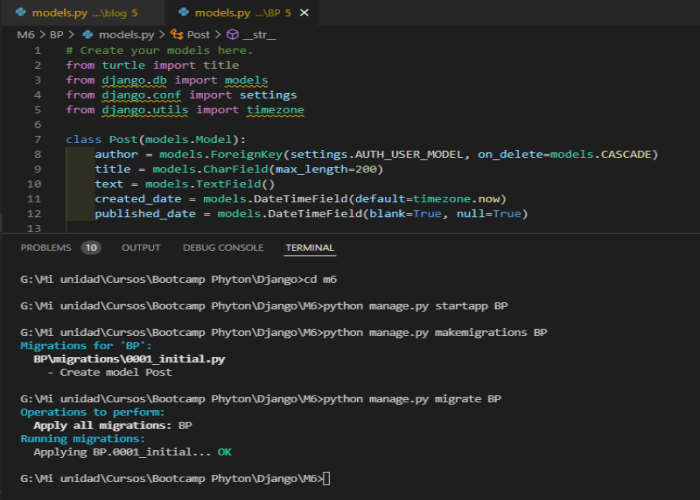 models.py ...\blog 5
models.py ...\BP 5 ×
M6 > BP > models.py > Post > __str__
1 # Create your models here.
2 from turtle import title
3 from django.db import models
4 from django.conf import settings
5 from django.utils import timezone
6
7 class Post(models.Model):
8 author = models.ForeignKey(settings.AUTH_USER_MODEL, on_delete=models.CASCADE)
9 title = models.CharField(max_length=200)
10 text = models.TextField()
11 created_date = models.DateTimeField(default=timezone.now)
12 published_date = models.DateTimeField(blank=True, null=True)
13
PROBLEMS 10 OUTPUT DEBUG CONSOLE TERMINAL
G:\Mi unidad\Cursos\Bootcamp Phyton\Django>cd m6
G:\Mi unidad\Cursos\Bootcamp Phyton\Django\M6>python manage.py startapp BP
G:\Mi unidad\Cursos\Bootcamp Phyton\Django\M6>python manage.py makemigrations BP
Migrations for 'BP':
BP\migrations\0001_initial.py
- Create model Post
G:\Mi unidad\Cursos\Bootcamp Phyton\Django\M6>python manage.py migrate BP
Operations to perform:
Apply all migrations: BP
Running migrations:
Applying BP.0001_initial... OK
G:\Mi unidad\Cursos\Bootcamp Phyton\Django\M6>